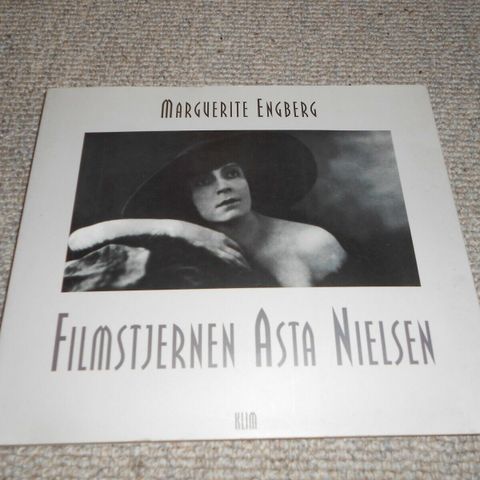 MARGUERITE ENGBERG
FILMSTJERNEN ASTA NIELSEN
KLIM